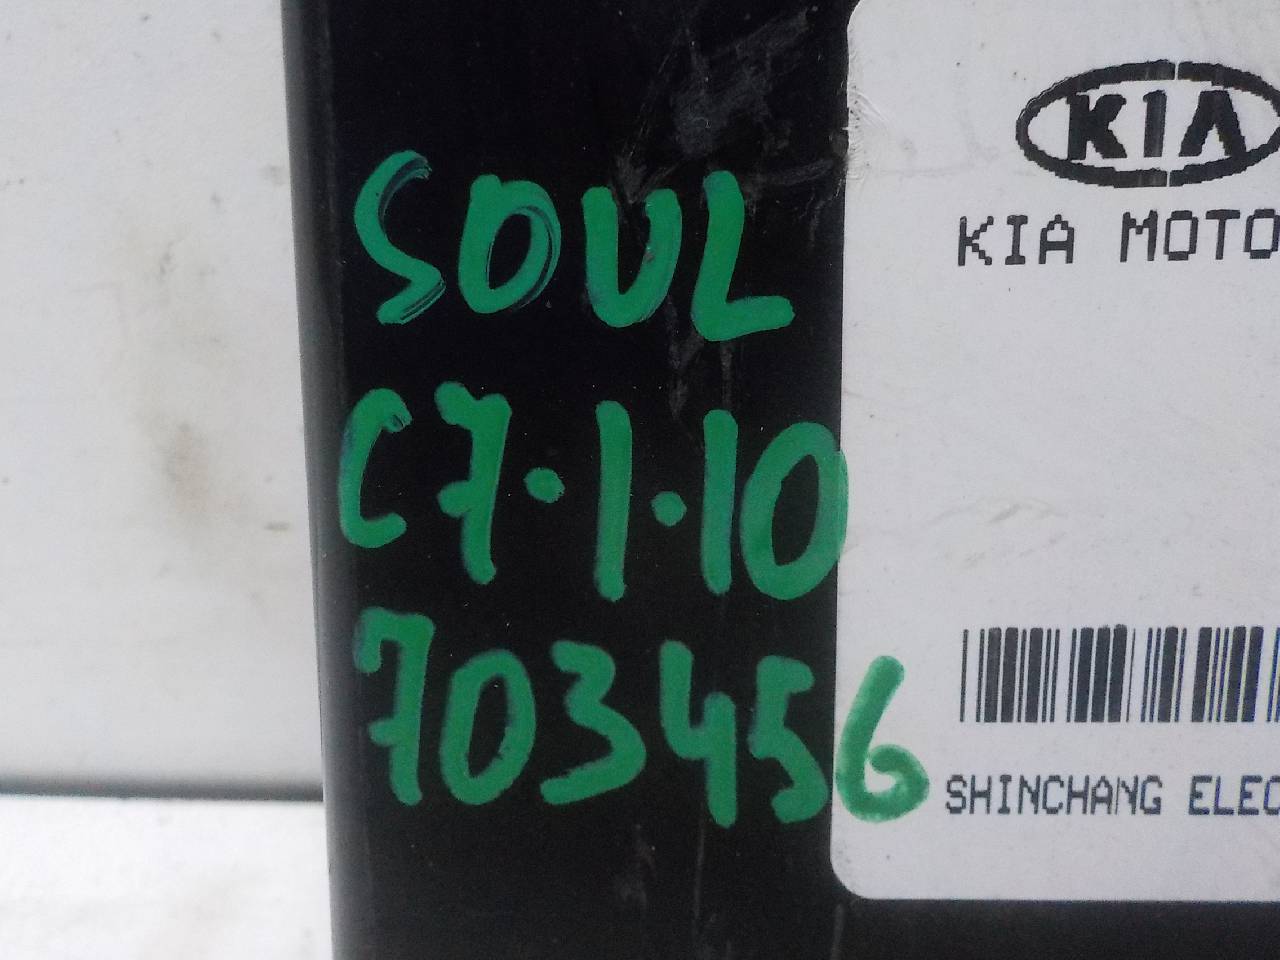 SOUL
C7.1.10
703456
KIA
KIA MOTO
SHINCHANG ELEC